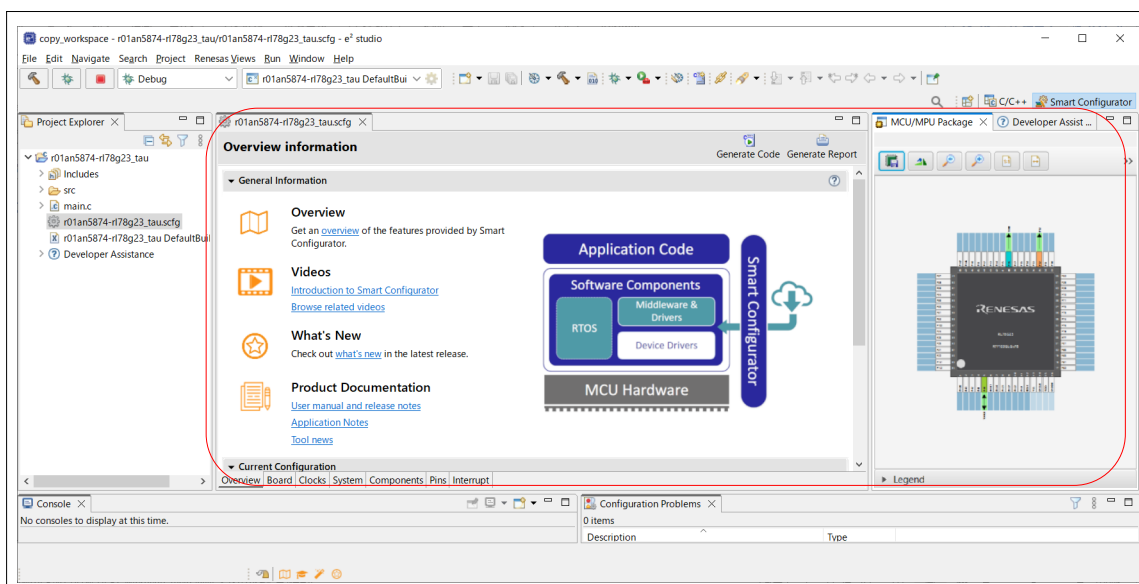 copy_workspace - r01an5874-rl78g23_tau/r01an5874-rl78g23_tau.scfg - e² studio
File Edit Navigate Search Project Renesas Views Run Window Help
Debug
r01an5874-rl78g23_tau DefaultBui
C/C++ Smart Configurator
Project Explorer
r01an5874-rl78g23_tau
Includes
src
main.c
r01an5874-rl78g23_tau.scfg
r01an5874-rl78g23_tau DefaultBuil
Developer Assistance
r01an5874-rl78g23_tau.scfg
Overview information
Generate Code Generate Report
General Information
Overview
Get an overview of the features provided by Smart
Configurator.
Videos
Introduction to Smart Configurator
Browse related videos
What's New
Check out what's new in the latest release.
Product Documentation
User manual and release notes
Application Notes
Tool news
Application Code
Software Components
RTOS
Middleware &
Drivers
Device Drivers
MCU Hardware
Smart Configurator
Current Configuration
Overview Board Clocks System Components Pins Interrupt
MCU/MPU Package Developer Assist ...
RENESAS
Legend
Console
No consoles to display at this time.
Configuration Problems
0 items
Description Type